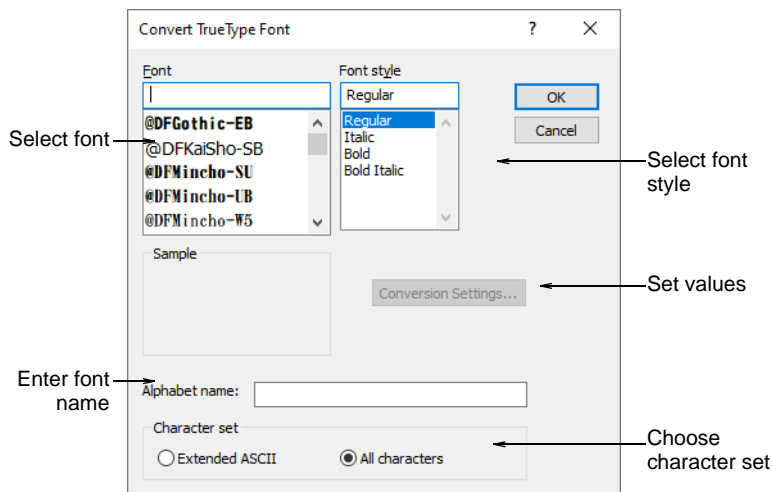 Convert TrueType Font ?
Font
Font style
Regular
OK
Cancel
Select font
@DFGothic-EB
@DFKaiSho-SB
@DFMincho-SU
@DFMincho-UB
@DFMincho-W5
Regular
Italic
Bold
Bold Italic
Select font
style
Sample
Conversion Settings...
Set values
Enter font
name
Alphabet name:
Character set
Extended ASCII
All characters
Choose
character set